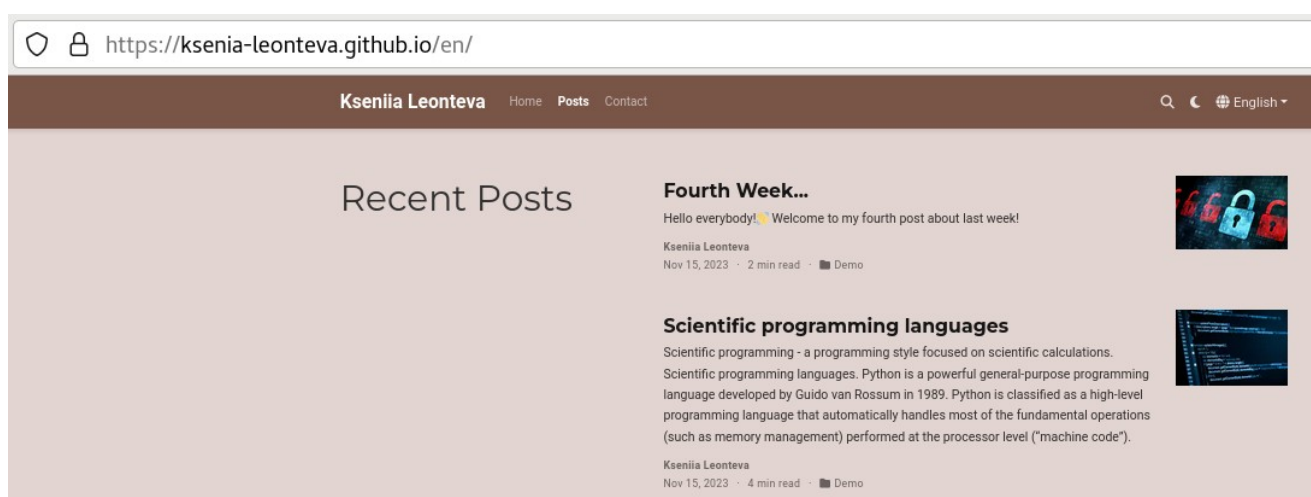 https://ksenia-leonteva.github.io/en/
Kseniia Leonteva Home Posts Contact English
Recent Posts
Fourth Week...
Hello everybody!👋 Welcome to my fourth post about last week!
Kseniia Leonteva
Nov 15, 2023 · 2 min read · Demo
Scientific programming languages
Scientific programming - a programming style focused on scientific calculations.
Scientific programming languages. Python is a powerful general-purpose programming
language developed by Guido van Rossum in 1989. Python is classified as a high-level
programming language that automatically handles most of the fundamental operations
(such as memory management) performed at the processor level (“machine code”).
Kseniia Leonteva
Nov 15, 2023 · 4 min read · Demo